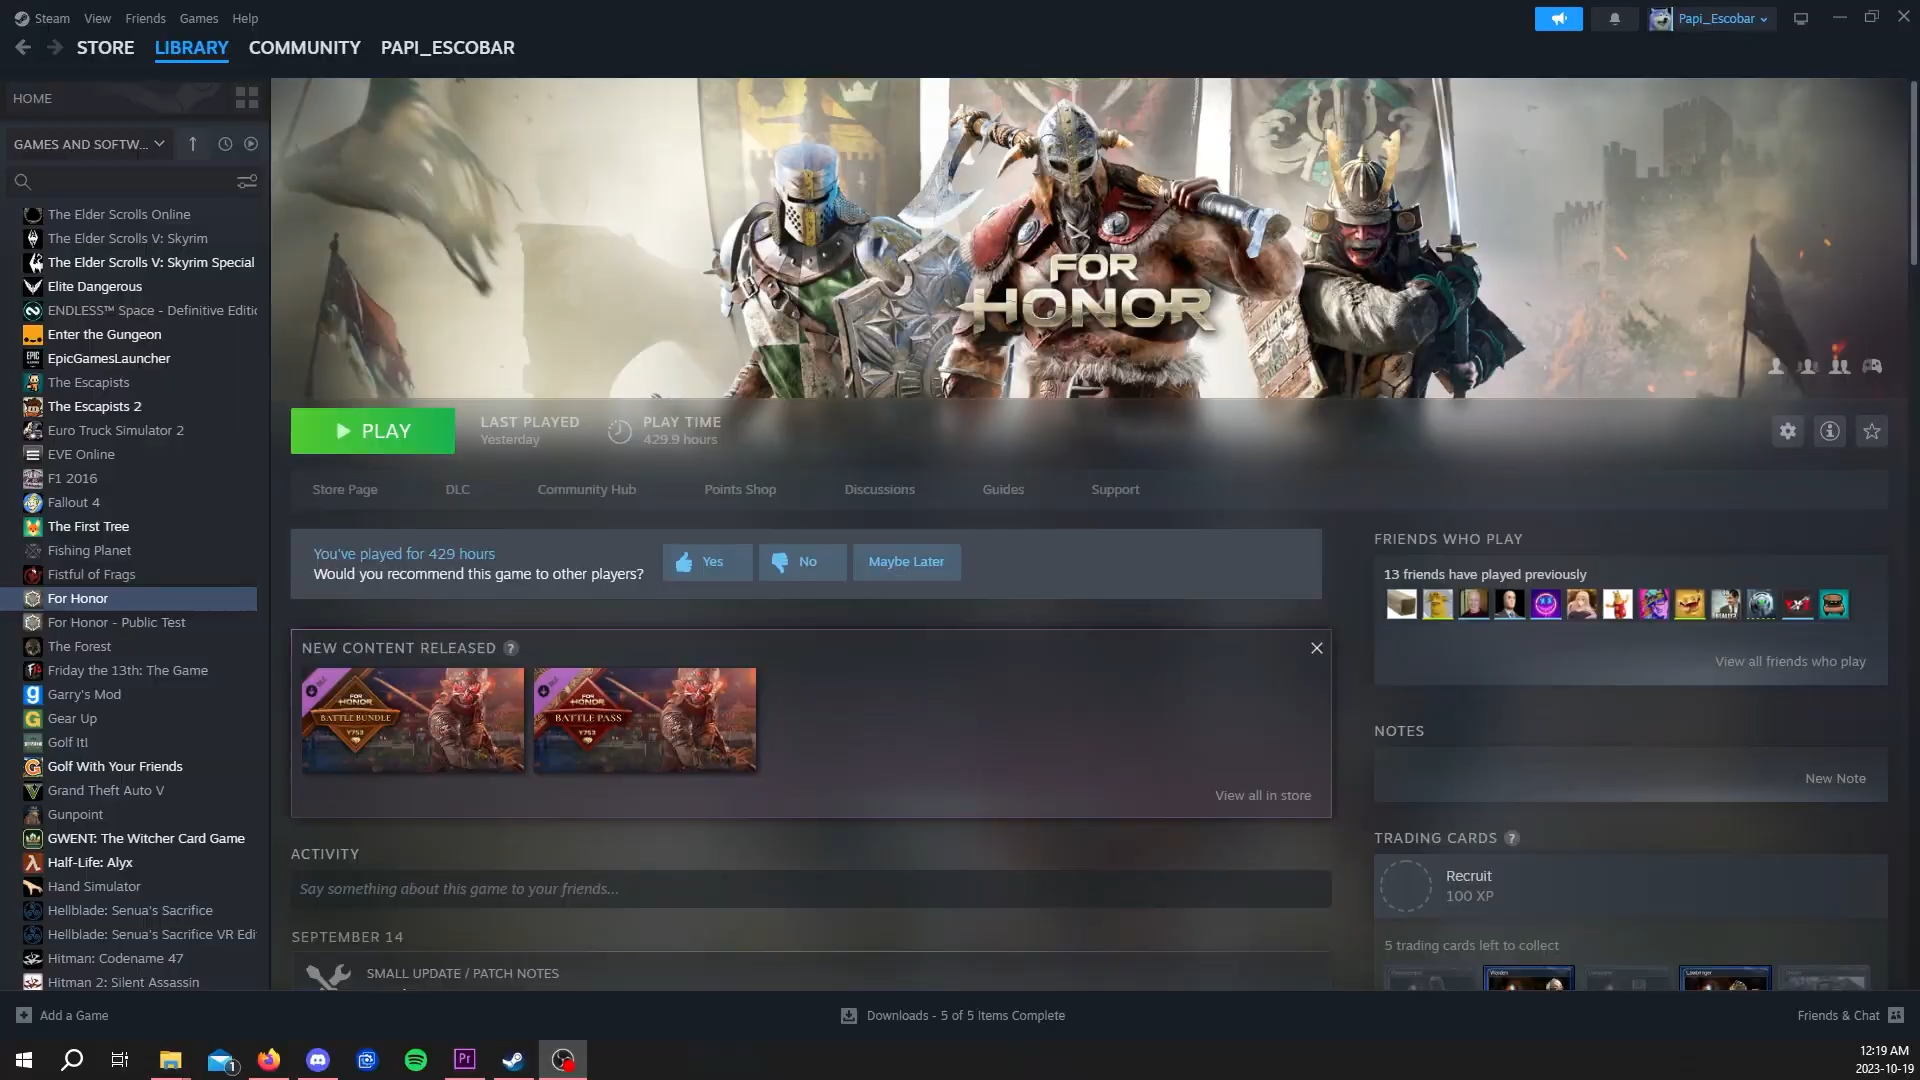 Steam View Friends Games Help
Papi_Escobar
STORE LIBRARY COMMUNITY PAPI_ESCOBAR
HOME
GAMES AND SOFTW...
The Elder Scrolls Online
The Elder Scrolls V: Skyrim
The Elder Scrolls V: Skyrim Special
Elite Dangerous
ENDLESS™ Space - Definitive Editi
Enter the Gungeon
EpicGamesLauncher
The Escapists
The Escapists 2
Euro Truck Simulator 2
EVE Online
F1 2016
Fallout 4
The First Tree
Fishing Planet
Fistful of Frags
For Honor
For Honor - Public Test
The Forest
Friday the 13th: The Game
Garry's Mod
Gear Up
Golf It!
Golf With Your Friends
Grand Theft Auto V
Gunpoint
GWENT: The Witcher Card Game
Half-Life: Alyx
Hand Simulator
Hellblade: Senua's Sacrifice
Hellblade: Senua's Sacrifice VR Edi
Hitman: Codename 47
Hitman 2: Silent Assassin
FOR
HONOR
PLAY
LAST PLAYED
Yesterday
PLAY TIME
429.9 hours
Store Page DLC Community Hub Points Shop Discussions Guides Support
You've played for 429 hours
Would you recommend this game to other players?
Yes No Maybe Later
NEW CONTENT RELEASED ?
FOR
HONOR
BATTLE BUNDLE
Y7S3
FOR
HONOR
BATTLE PASS
Y7S3
View all in store
ACTIVITY
Say something about this game to your friends...
SEPTEMBER 14
SMALL UPDATE / PATCH NOTES
FRIENDS WHO PLAY
13 friends have played previously
View all friends who play
NOTES
New Note
TRADING CARDS ?
Recruit
100 XP
5 trading cards left to collect
Warden
Lawbringer
Add a Game
Downloads - 5 of 5 Items Complete
Friends & Chat
1
Pr
12:19 AM
2023-10-19